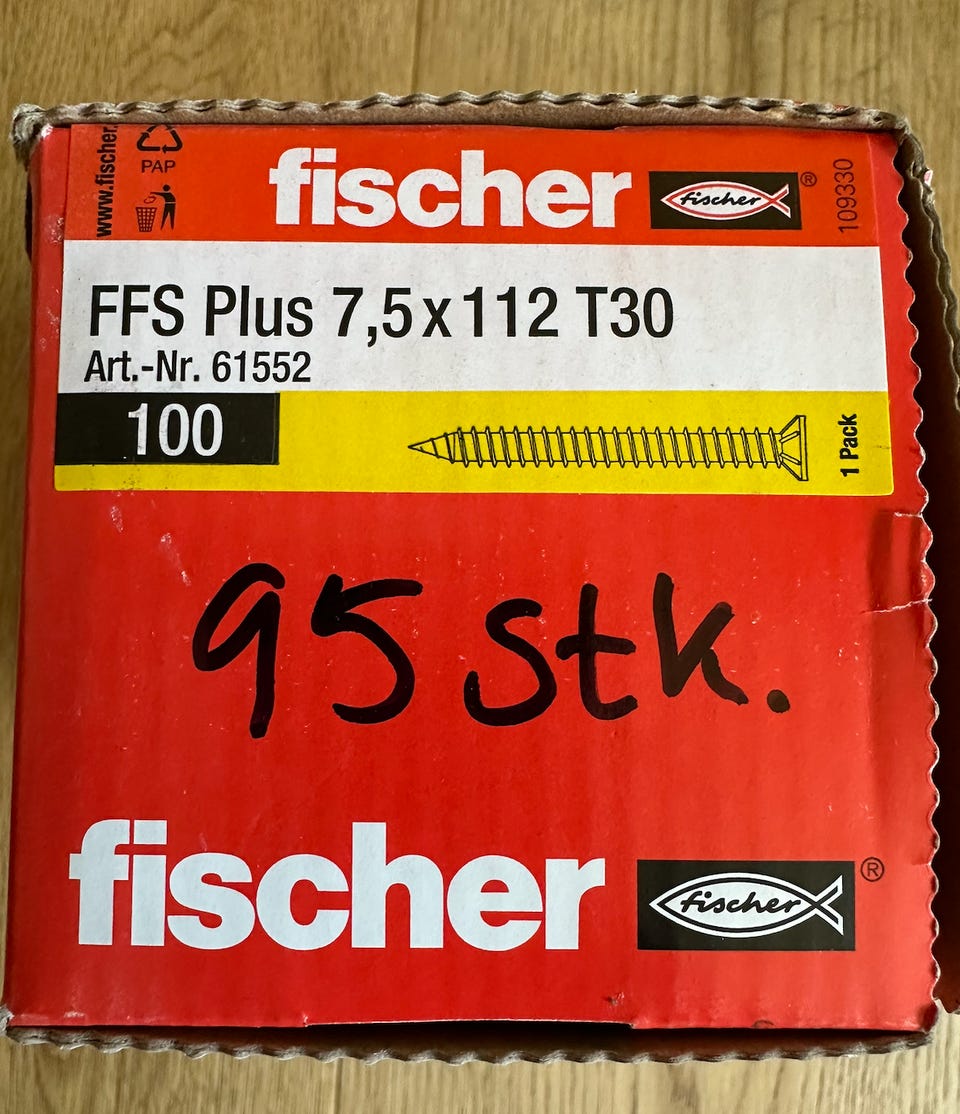 www.fischer.
PAP
fischer fischer ®
109330
FFS Plus 7,5 x 112 T30
Art.-Nr. 61552
100
1 Pack
95 Stk.
fischer fischer ®